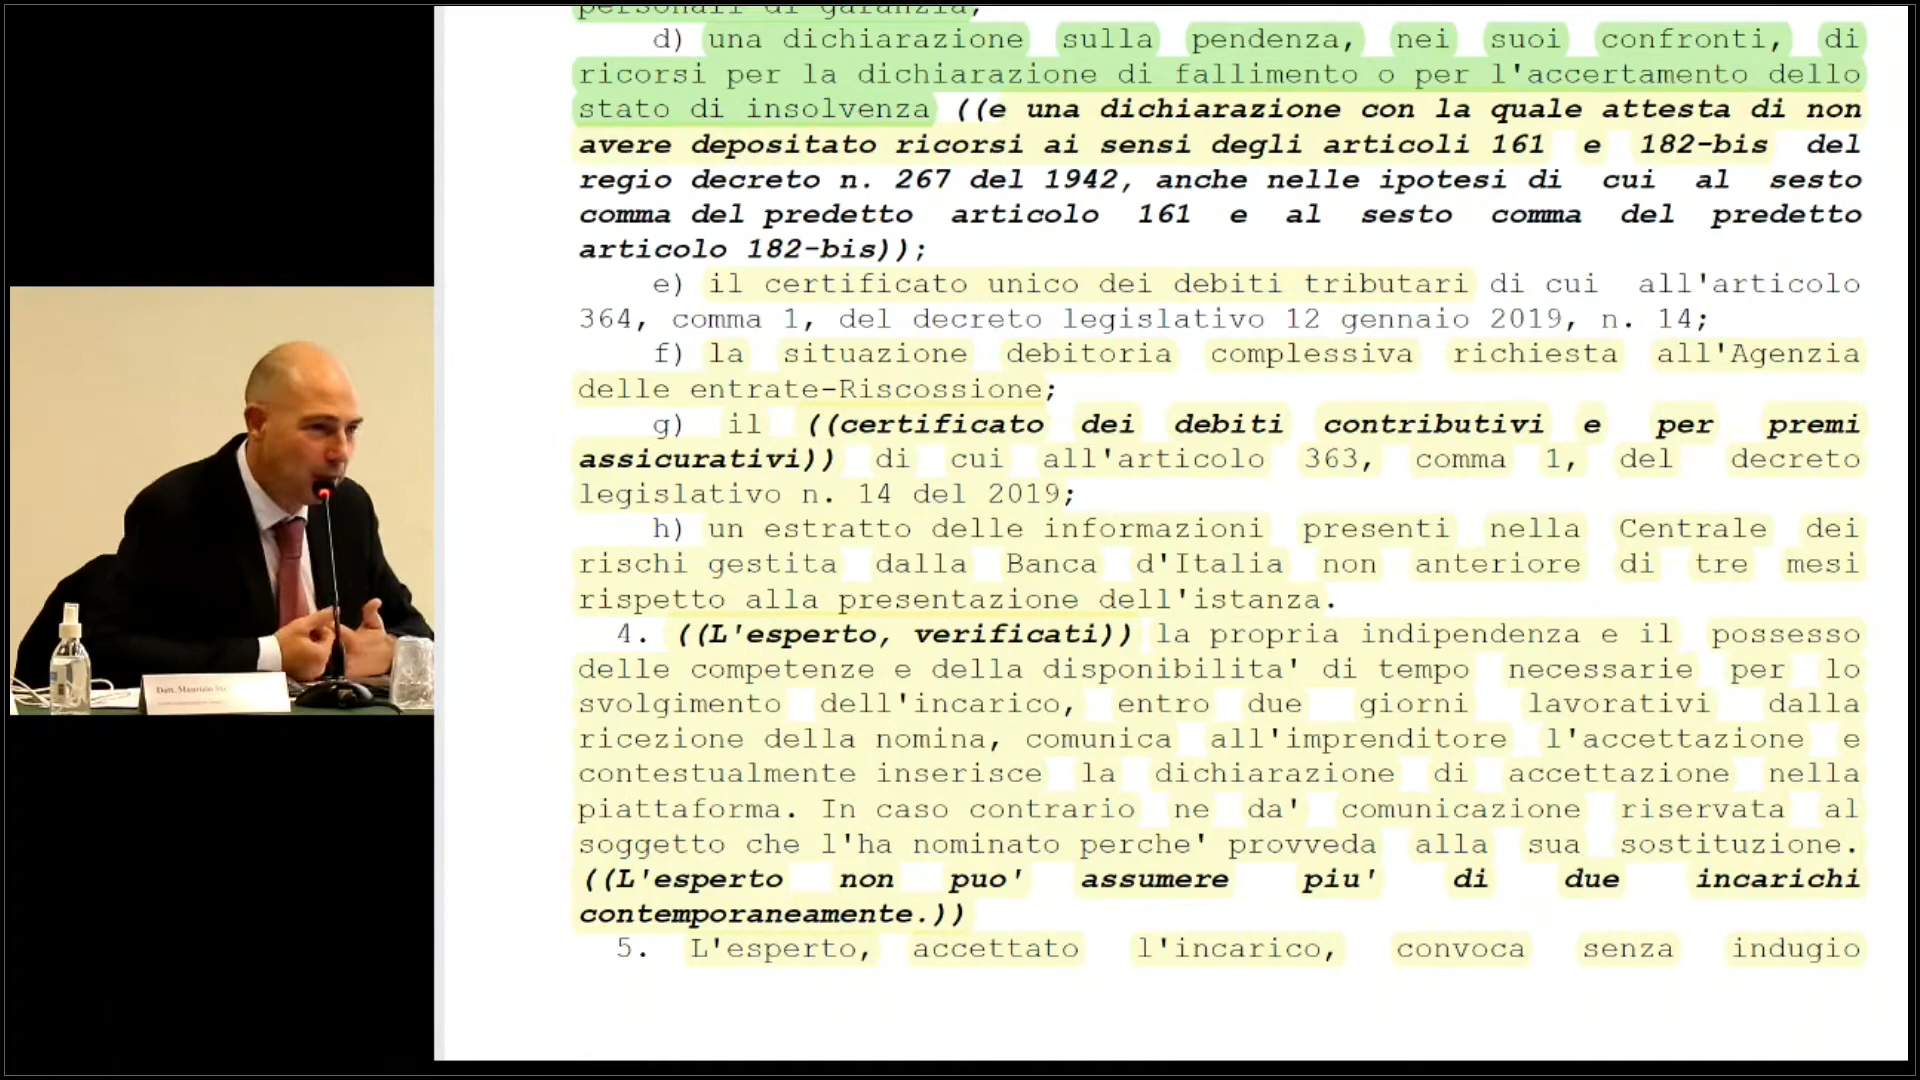 personali di garanzia;
d) una dichiarazione sulla pendenza, nei suoi confronti, di
ricorsi per la dichiarazione di fallimento o per l'accertamento dello
stato di insolvenza ((e una dichiarazione con la quale attesta di non
avere depositato ricorsi ai sensi degli articoli 161 e 182-bis del
regio decreto n. 267 del 1942, anche nelle ipotesi di cui al sesto
comma del predetto articolo 161 e al sesto comma del predetto
articolo 182-bis));
e) il certificato unico dei debiti tributari di cui all'articolo
364, comma 1, del decreto legislativo 12 gennaio 2019, n. 14;
f) la situazione debitoria complessiva richiesta all'Agenzia
delle entrate-Riscossione;
g) il ((certificato dei debiti contributivi e per premi
assicurativi)) di cui all'articolo 363, comma 1, del decreto
legislativo n. 14 del 2019;
h) un estratto delle informazioni presenti nella Centrale dei
rischi gestita dalla Banca d'Italia non anteriore di tre mesi
rispetto alla presentazione dell'istanza.
4. ((L'esperto, verificati)) la propria indipendenza e il possesso
delle competenze e della disponibilita' di tempo necessarie per lo
svolgimento dell'incarico, entro due giorni lavorativi dalla
ricezione della nomina, comunica all'imprenditore l'accettazione e
contestualmente inserisce la dichiarazione di accettazione nella
piattaforma. In caso contrario ne da' comunicazione riservata al
soggetto che l'ha nominato perche' provveda alla sua sostituzione.
((L'esperto non puo' assumere piu' di due incarichi
contemporaneamente.))
5. L'esperto, accettato l'incarico, convoca senza indugio
Dott. Maurizio